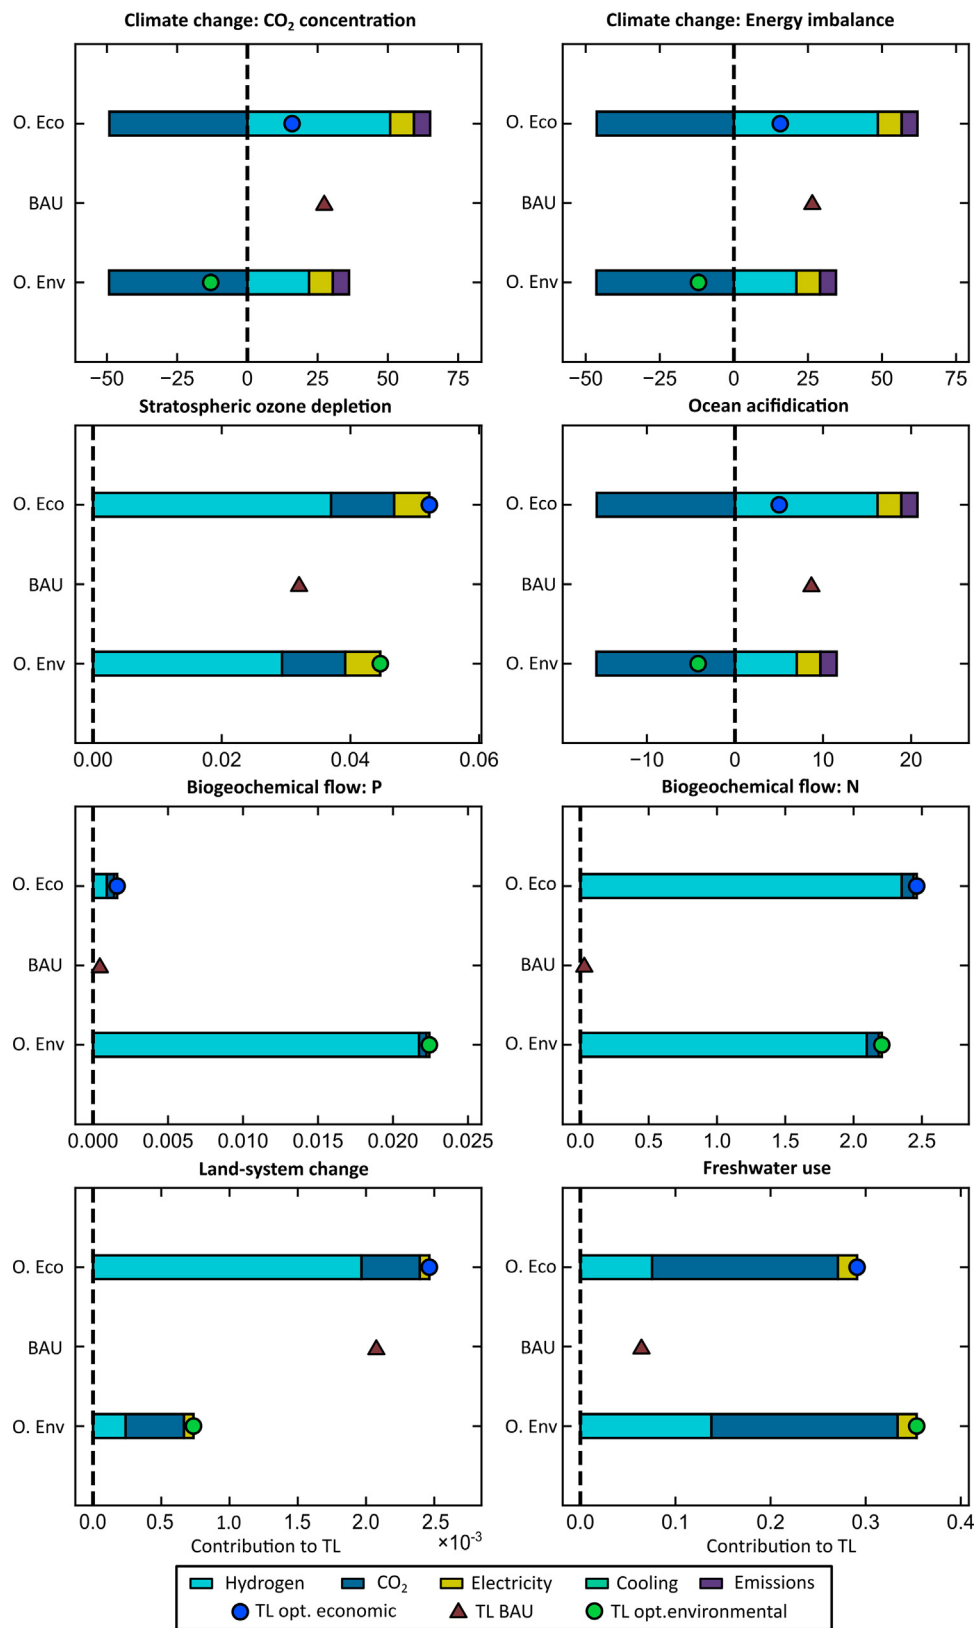 Climate change: CO₂ concentration
Climate change: Energy imbalance
O. Eco
BAU
O. Env
−50 −25 0 25 50 75
O. Eco
BAU
O. Env
−50 −25 0 25 50 75
Stratospheric ozone depletion
Ocean acifidication
O. Eco
BAU
O. Env
0.00 0.02 0.04 0.06
O. Eco
BAU
O. Env
−10 0 10 20
Biogeochemical flow: P
Biogeochemical flow: N
O. Eco
BAU
O. Env
0.000 0.005 0.010 0.015 0.020 0.025
O. Eco
BAU
O. Env
0.0 0.5 1.0 1.5 2.0 2.5
Land-system change
Freshwater use
O. Eco
BAU
O. Env
0.0 0.5 1.0 1.5 2.0 2.5
Contribution to TL ×10⁻³
O. Eco
BAU
O. Env
0.0 0.1 0.2 0.3 0.4
Contribution to TL
Hydrogen CO₂ Electricity Cooling Emissions
TL opt. economic TL BAU TL opt.environmental